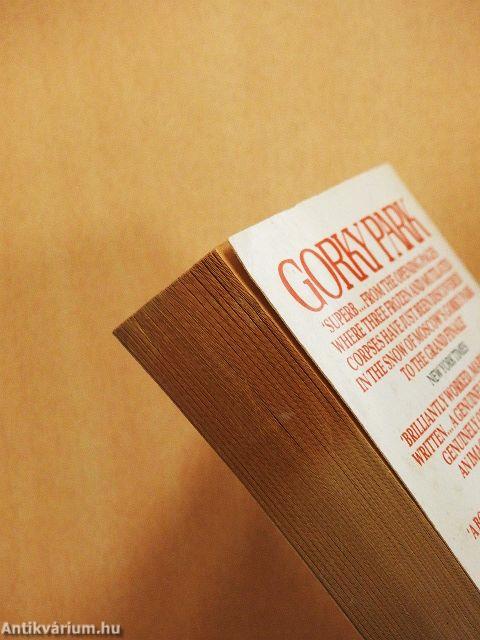 GORKY PARK
'SUPERB...FROM THE OPENING PAGES
WHERE THREE FROZEN AND MUTILATED
CORPSES HAVE JUST BEEN DISCOVERED
IN THE SNOW OF MOSCOW'S GORKY PARK
TO THE GRAND FINALE'
NEW YORK TIMES
'BRILLIANTLY WORKED,
WRITTEN...A GENUINE
GENUINELY
'A
Antikvárium.hu